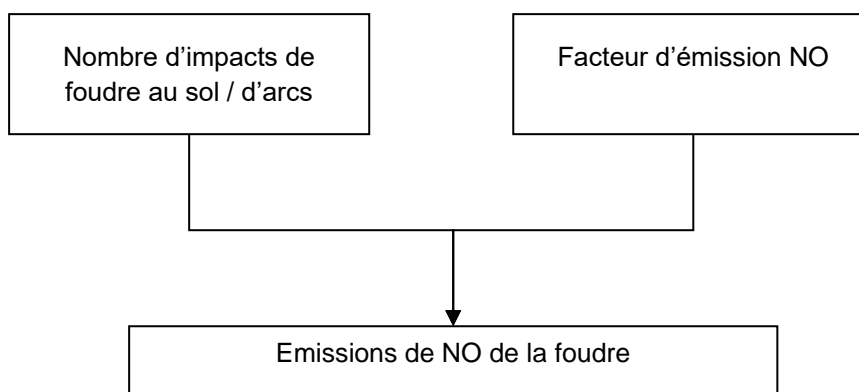 Nombre d’impacts de
foudre au sol / d’arcs
Facteur d’émission NO
Emissions de NO de la foudre